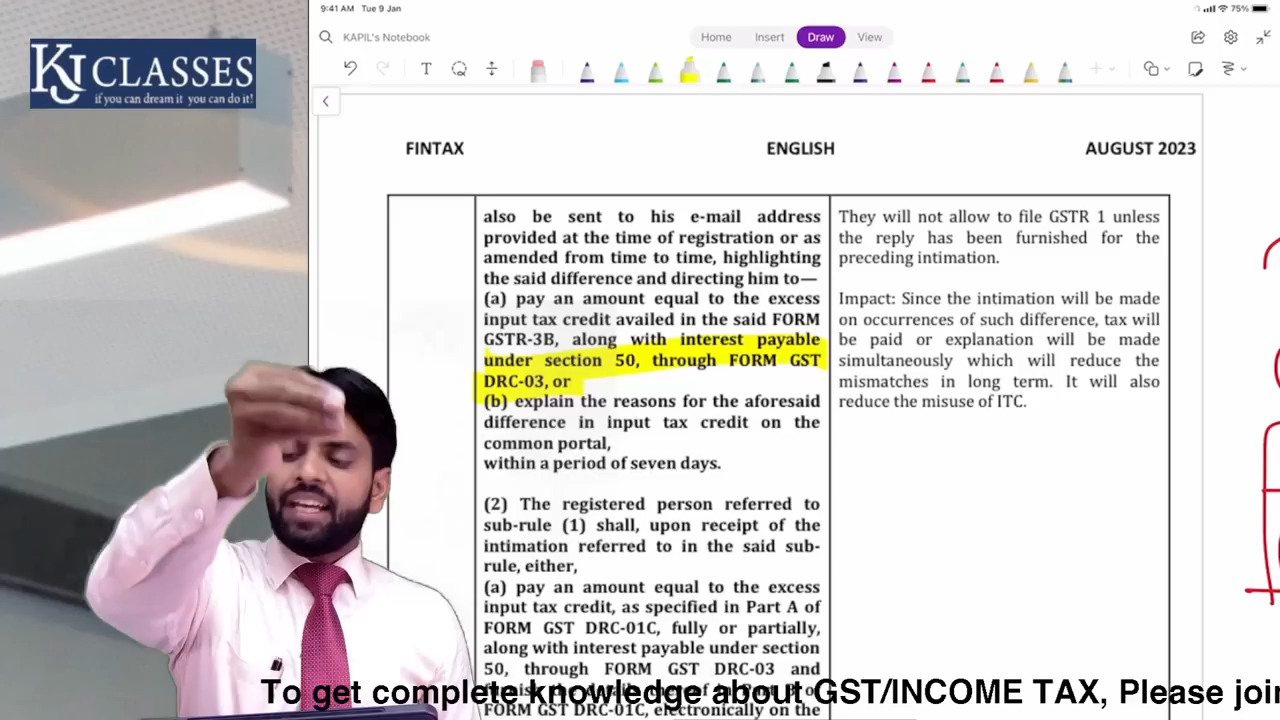 9:41 AM Tue 9 Jan
75%
KJ CLASSES
if you can dream it you can do it!
KAPIL's Notebook
Home Insert Draw View
FINTAX ENGLISH AUGUST 2023
also be sent to his e-mail address
provided at the time of registration or as
amended from time to time, highlighting
the said difference and directing him to—
(a) pay an amount equal to the excess
input tax credit availed in the said FORM
GSTR-3B, along with interest payable
under section 50, through FORM GST
DRC-03, or
(b) explain the reasons for the aforesaid
difference in input tax credit on the
common portal,
within a period of seven days.
(2) The registered person referred to
sub-rule (1) shall, upon receipt of the
intimation referred to in the said sub-
rule, either,
(a) pay an amount equal to the excess
input tax credit, as specified in Part A of
FORM GST DRC-01C, fully or partially,
along with interest payable under section
50, through FORM GST DRC-03 and
FORM GST DRC-01C, electronically on the
They will not allow to file GSTR 1 unless
the reply has been furnished for the
preceding intimation.
Impact: Since the intimation will be made
on occurrences of such difference, tax will
be paid or explanation will be made
simultaneously which will reduce the
mismatches in long term. It will also
reduce the misuse of ITC.
To get complete knowledge about GST/INCOME TAX, Please join